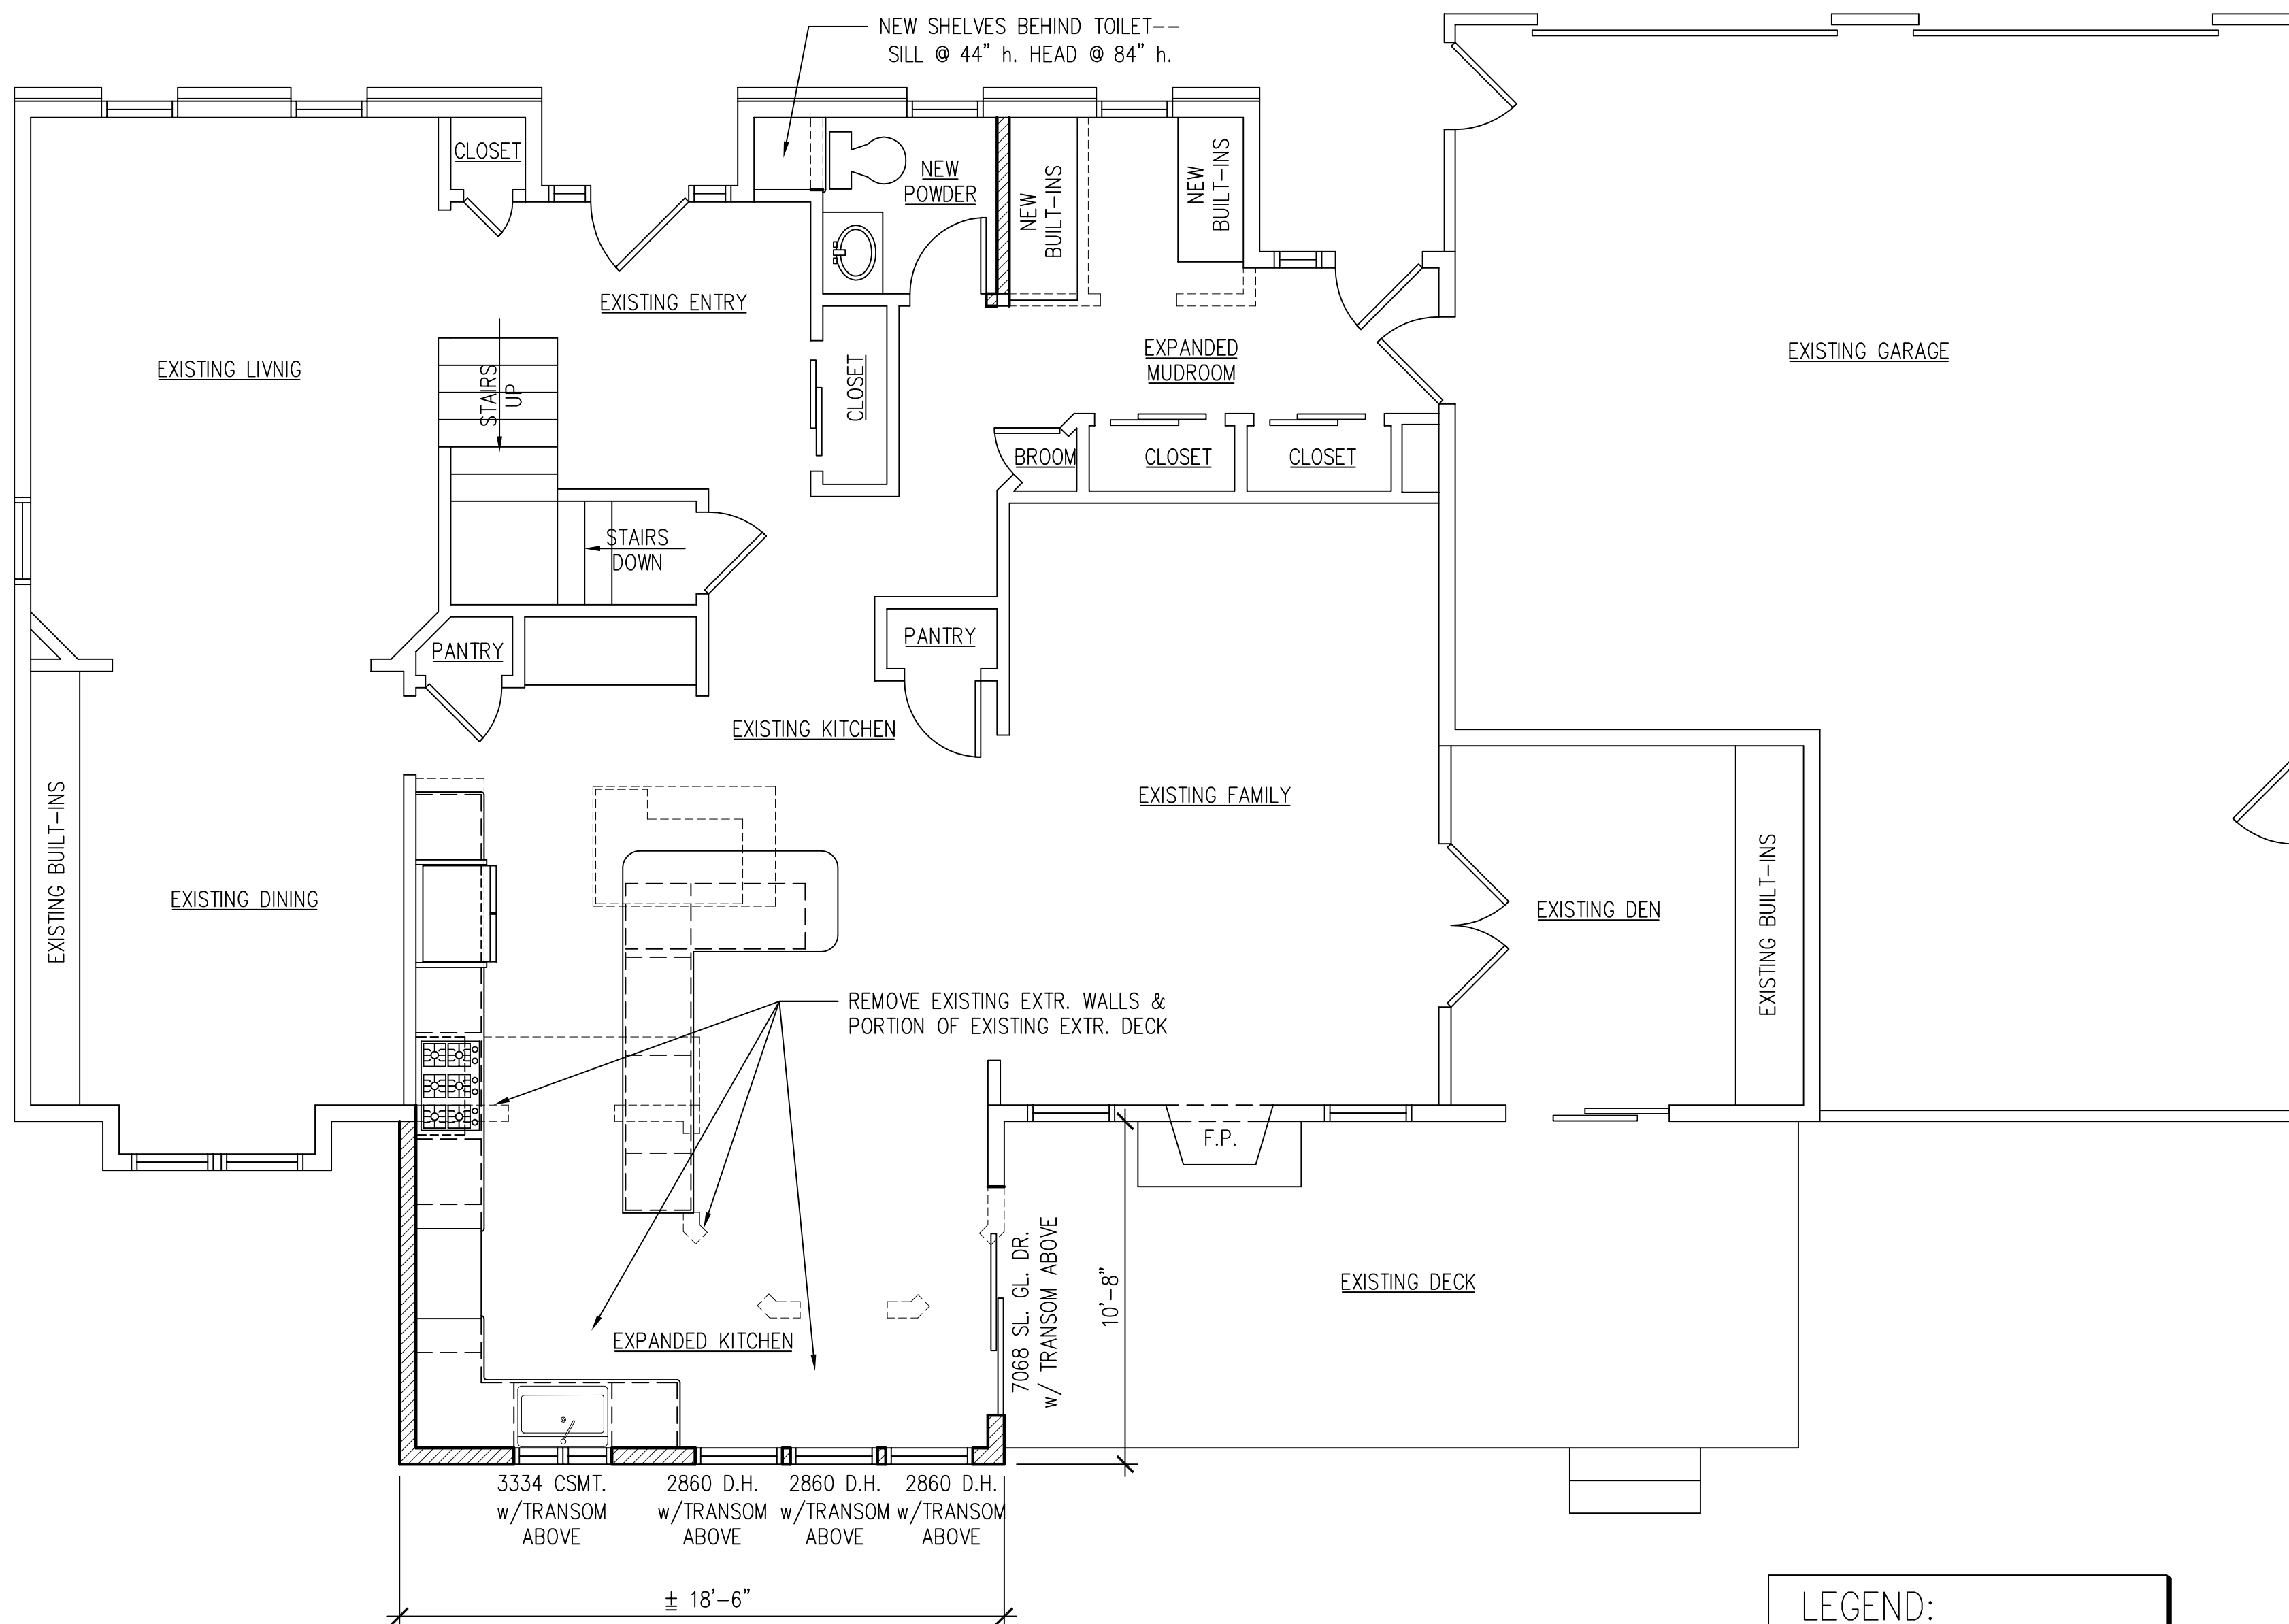 NEW SHELVES BEHIND TOILET--
SILL @ 44" h. HEAD @ 84" h.
CLOSET
NEW
POWDER
NEW
BUILT-INS
NEW
BUILT-INS
EXISTING ENTRY
EXISTING LIVNIG
STAIRS
UP
CLOSET
EXPANDED
MUDROOM
EXISTING GARAGE
BROOM
CLOSET
CLOSET
STAIRS
DOWN
PANTRY
PANTRY
EXISTING KITCHEN
EXISTING FAMILY
EXISTING BUILT-INS
EXISTING DINING
EXISTING DEN
EXISTING BUILT-INS
REMOVE EXISTING EXTR. WALLS &
PORTION OF EXISTING EXTR. DECK
F.P.
7068 SL. GL. DR.
w/ TRANSOM ABOVE
10'-8"
EXISTING DECK
EXPANDED KITCHEN
3334 CSMT.
w/TRANSOM
ABOVE
2860 D.H.
w/TRANSOM
ABOVE
2860 D.H.
w/TRANSOM
ABOVE
2860 D.H.
w/TRANSOM
ABOVE
± 18'-6"
LEGEND: